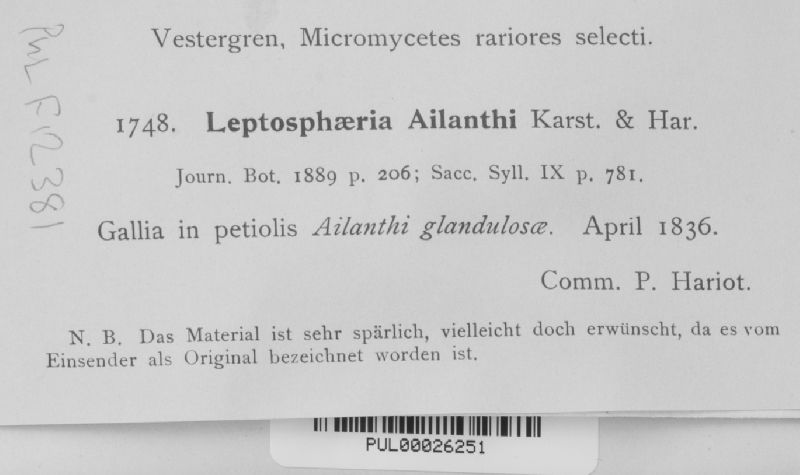 Vestergren, Micromycetes rariores selecti.
1748. Leptosphæria Ailanthi Karst. & Har.
Journ. Bot. 1889 p. 206; Sacc. Syll. IX p. 781.
Gallia in petiolis Ailanthi glandulosæ. April 1836.
Comm. P. Hariot.
N. B. Das Material ist sehr spärlich, vielleicht doch erwünscht, da es vom
Einsender als Original bezeichnet worden ist.
PUL F12381
PUL00026251